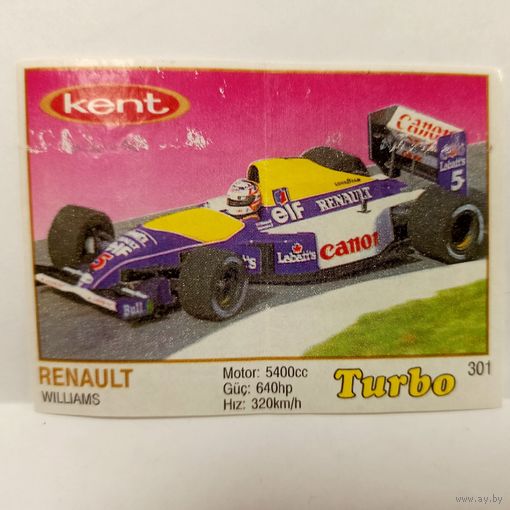 kent
Canon
Labatt's
5
RENAULT
elf
Canon
Labatt's
5
Bull
RENAULT
WILLIAMS
Motor: 5400cc
Güç: 640hp
Hız: 320km/h
Turbo
301
www.ay.by